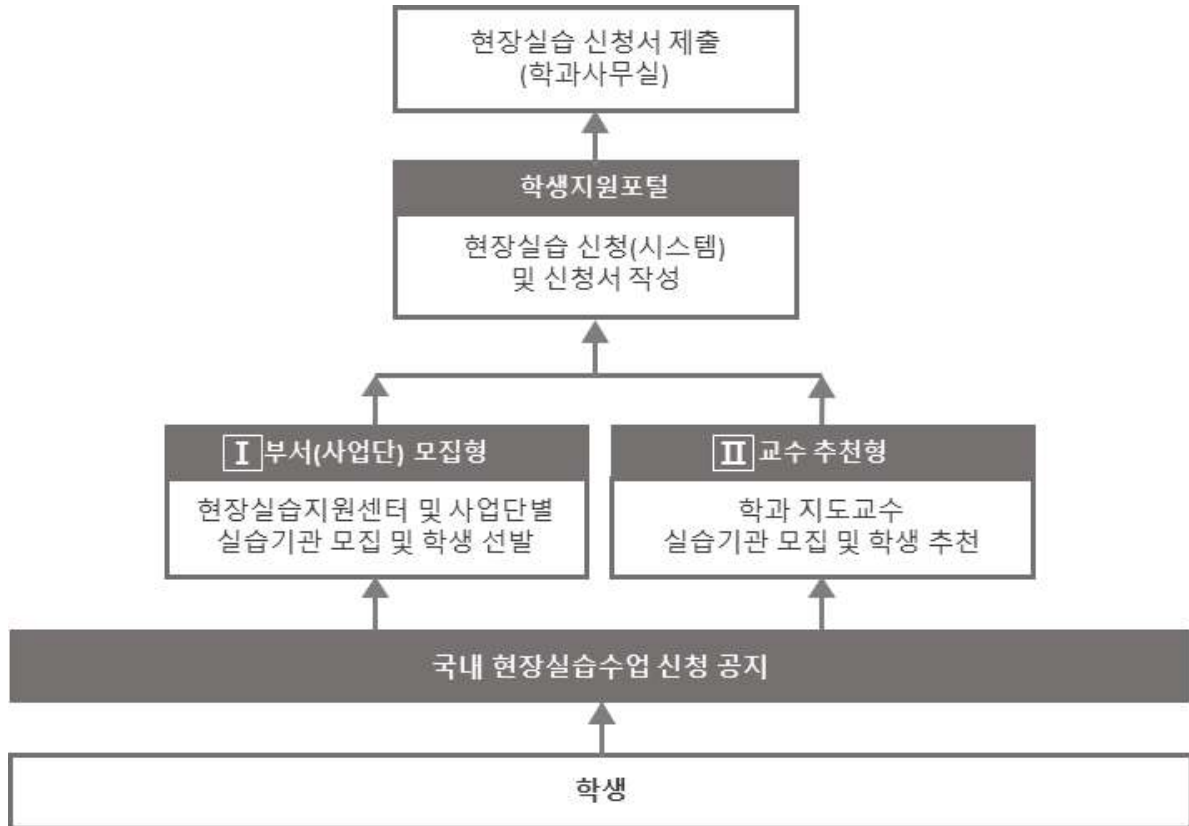 현장실습 신청서 제출
(학과사무실)
학생지원포털
현장실습 신청(시스템)
및 신청서 작성
Ⅰ 부서(사업단) 모집형
현장실습지원센터 및 사업단별
실습기관 모집 및 학생 선발
Ⅱ 교수 추천형
학과 지도교수
실습기관 모집 및 학생 추천
국내 현장실습수업 신청 공지
학생